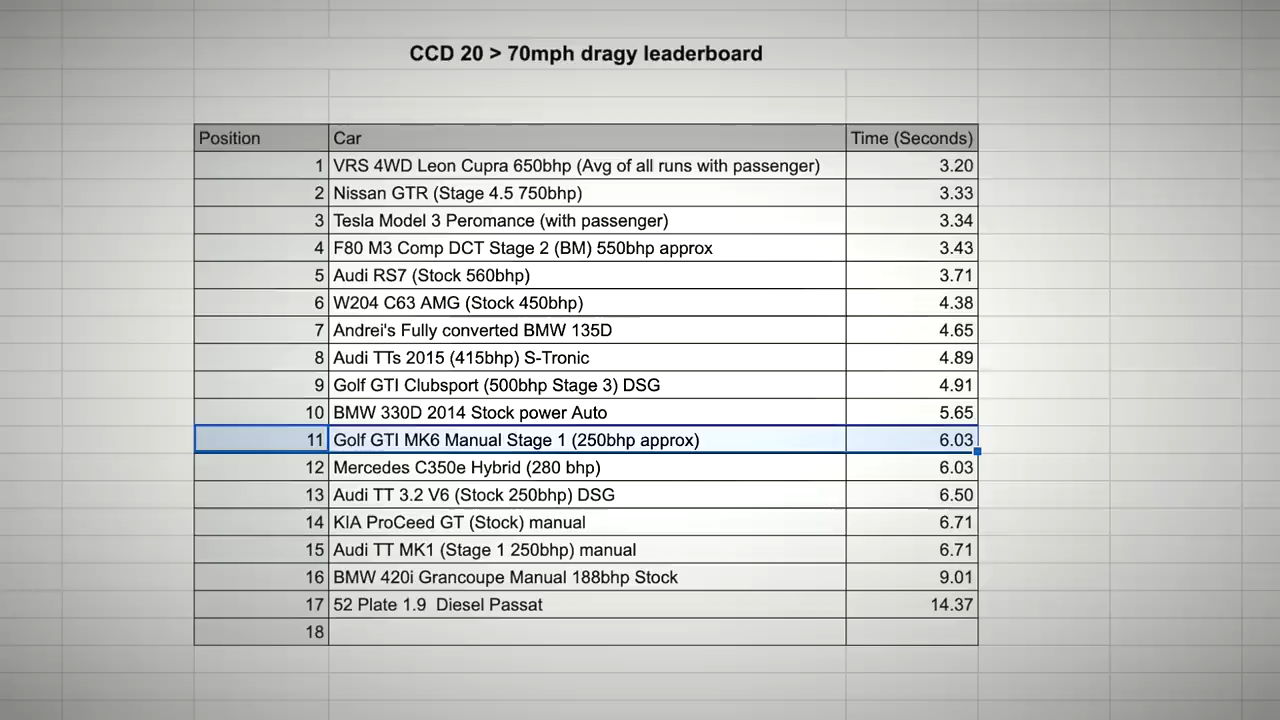 CCD 20 > 70mph dragy leaderboard
Position Car Time (Seconds)
1 VRS 4WD Leon Cupra 650bhp (Avg of all runs with passenger) 3.20
2 Nissan GTR (Stage 4.5 750bhp) 3.33
3 Tesla Model 3 Peromance (with passenger) 3.34
4 F80 M3 Comp DCT Stage 2 (BM) 550bhp approx 3.43
5 Audi RS7 (Stock 560bhp) 3.71
6 W204 C63 AMG (Stock 450bhp) 4.38
7 Andrei's Fully converted BMW 135D 4.65
8 Audi TTs 2015 (415bhp) S-Tronic 4.89
9 Golf GTI Clubsport (500bhp Stage 3) DSG 4.91
10 BMW 330D 2014 Stock power Auto 5.65
11 Golf GTI MK6 Manual Stage 1 (250bhp approx) 6.03
12 Mercedes C350e Hybrid (280 bhp) 6.03
13 Audi TT 3.2 V6 (Stock 250bhp) DSG 6.50
14 KIA ProCeed GT (Stock) manual 6.71
15 Audi TT MK1 (Stage 1 250bhp) manual 6.71
16 BMW 420i Grancoupe Manual 188bhp Stock 9.01
17 52 Plate 1.9 Diesel Passat 14.37
18